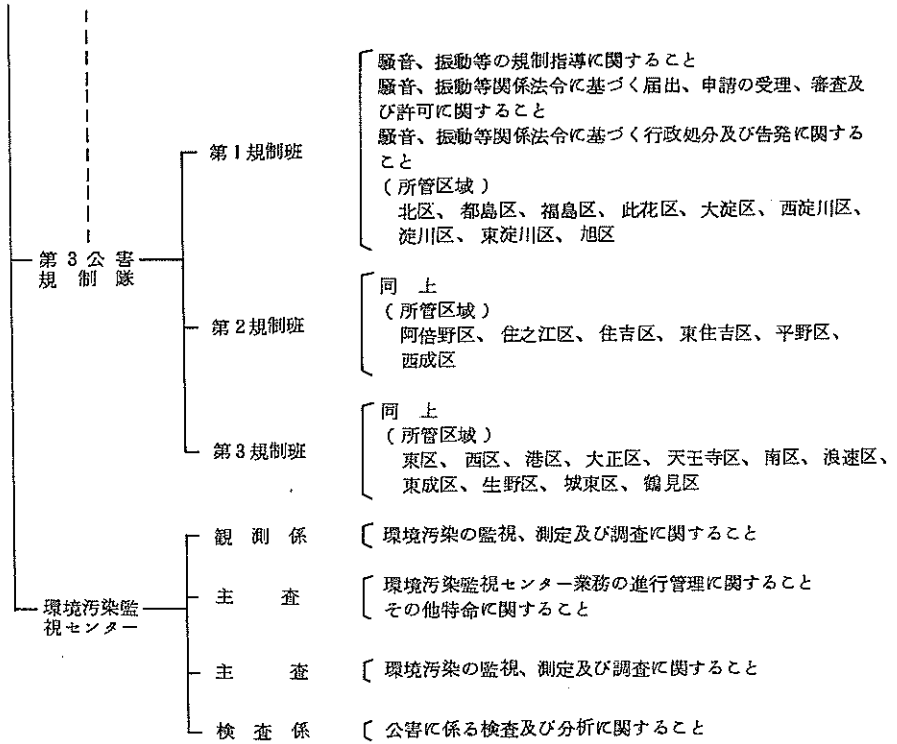 第3公害
規制隊
第1規制班
騒音、振動等の規制指導に関すること
騒音、振動等関係法令に基づく届出、申請の受理、審査及
び許可に関すること
騒音、振動等関係法令に基づく行政処分及び告発に関する
こと
(所管区域)
北区、都島区、福島区、此花区、大淀区、西淀川区、
淀川区、東淀川区、旭区
第2規制班
同上
(所管区域)
阿倍野区、住之江区、住吉区、東住吉区、平野区、
西成区
第3規制班
同上
(所管区域)
東区、西区、港区、大正区、天王寺区、南区、浪速区、
東成区、生野区、城東区、鶴見区
環境汚染監
視センター
観測係
環境汚染の監視、測定及び調査に関すること
主査
環境汚染監視センター業務の進行管理に関すること
その他特命に関すること
主査
環境汚染の監視、測定及び調査に関すること
検査係
公害に係る検査及び分析に関すること